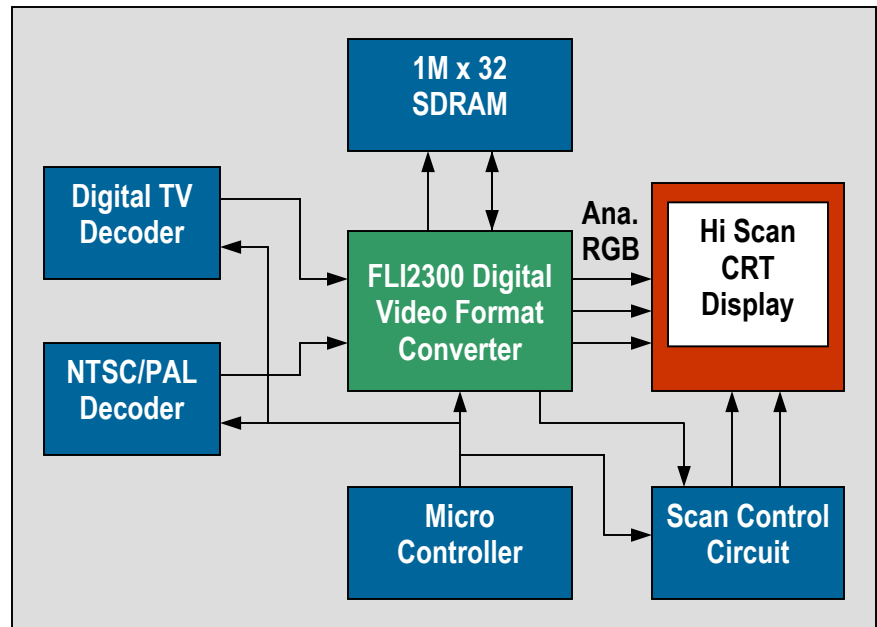 1M x 32
SDRAM
Digital TV
Decoder
Ana.
RGB
Hi Scan
CRT
Display
FLI2300 Digital
Video Format
Converter
NTSC/PAL
Decoder
Micro
Controller
Scan Control
Circuit